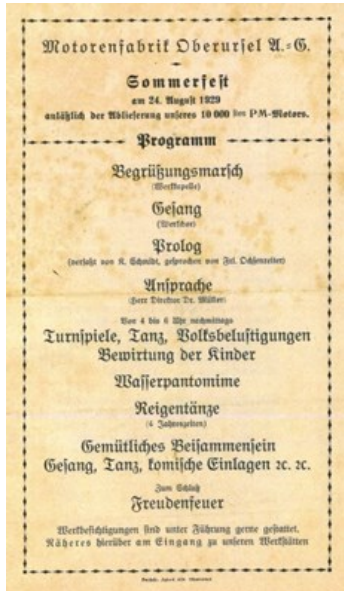 Motorenfabrik Oberursel A.=G.
Sommerfest
am 24. August 1929
anläßlich der Ablieferung unseres 10 000 sten PM-Motors.
Programm
Begrüßungsmarsch
(Werkkapelle)
Gesang
(Werkchor)
Prolog
(verfaßt von K. Schmidt, gesprochen von Frl. Ochsenreiter)
Ansprache
(Herr Direktor Dr. Müller)
Von 4 bis 6 Uhr nachmittags
Turnspiele, Tanz, Volksbelustigungen
Bewirtung der Kinder
Wasserpantomime
Reigentänze
(4 Jahreszeiten)
Gemütliches Beisammensein
Gesang, Tanz, komische Einlagen ꝛc. ꝛc.
Zum Schluß
Freudenfeuer
Werkbesichtigungen sind unter Führung gerne gestattet.
Näheres hierüber am Eingang zu unseren Werkstätten